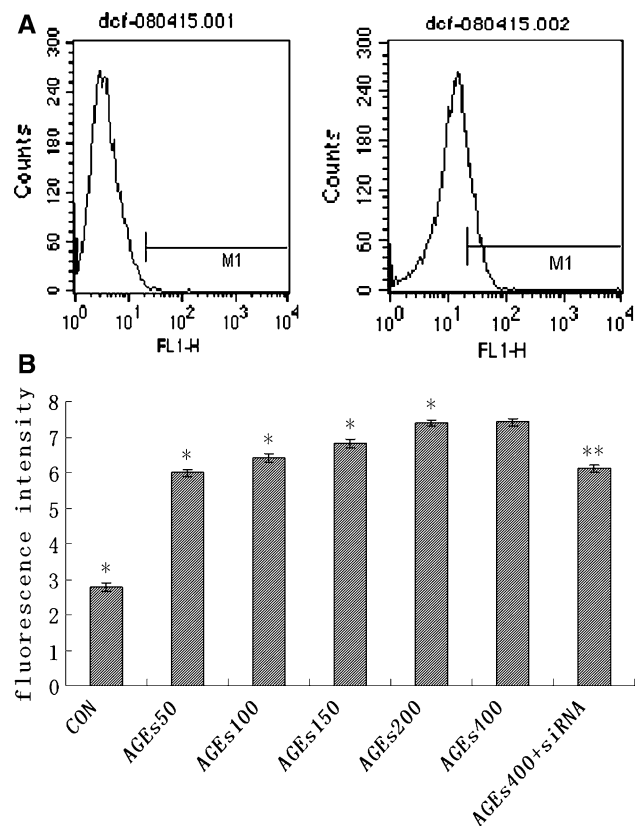 A
dcf-080415.001
300
240
180
120
60
0
Counts
M1
10^0 10^1 10^2 10^3 10^4
FL1-H
dcf-080415.002
300
240
180
120
60
0
Counts
M1
10^0 10^1 10^2 10^3 10^4
FL1-H
B
fluorescence intensity
8
7
6
5
4
3
2
1
0
*
*
*
*
*
**
CON
AGEs50
AGEs100
AGEs150
AGEs200
AGEs400
AGEs400+siRNA